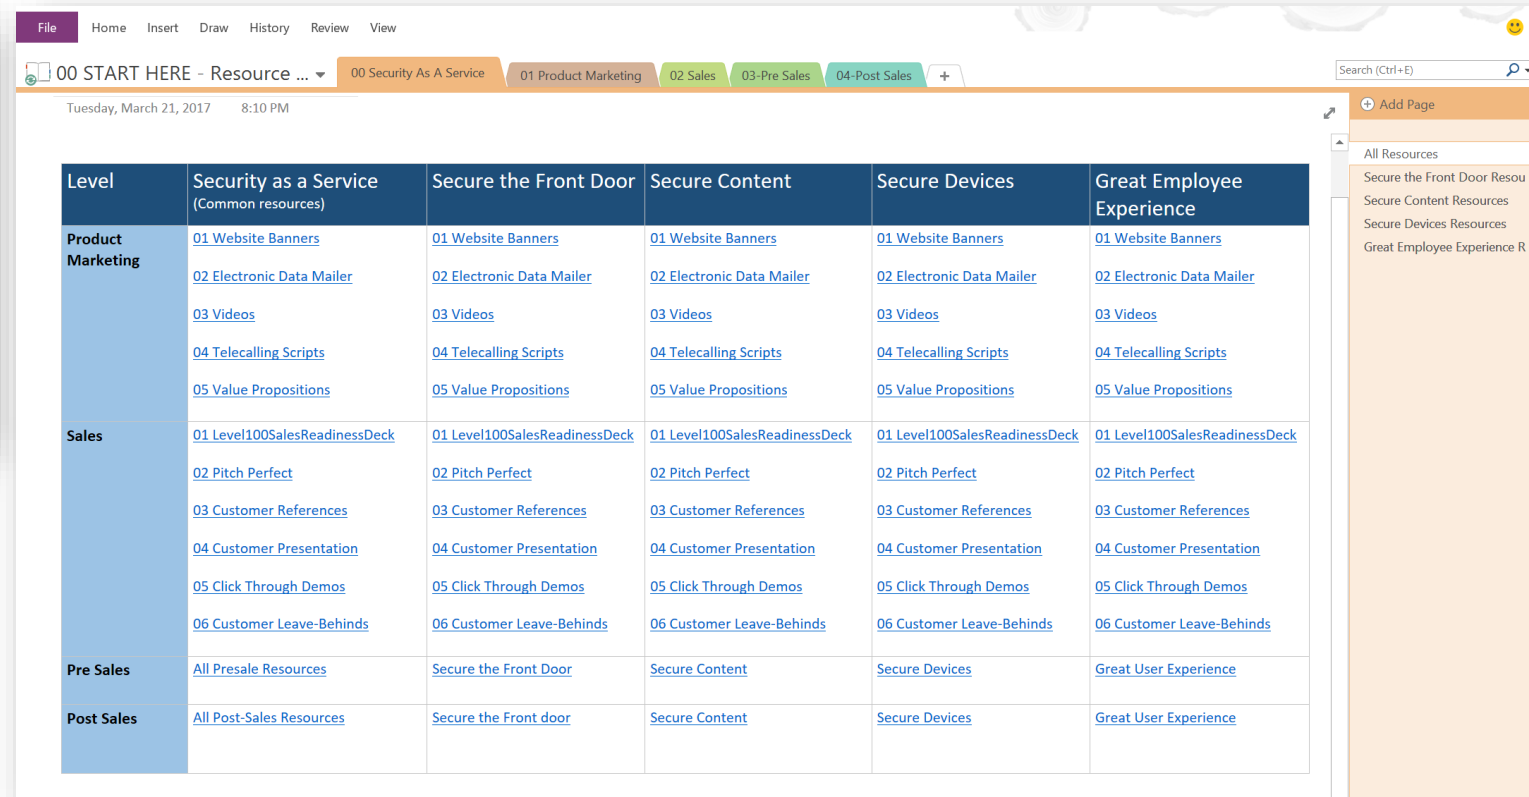 File Home Insert Draw History Review View
00 START HERE - Resource ... 00 Security As A Service 01 Product Marketing 02 Sales 03-Pre Sales 04-Post Sales +
Search (Ctrl+E)
Tuesday, March 21, 2017 8:10 PM
Add Page
All Resources
Secure the Front Door Resou
Secure Content Resources
Secure Devices Resources
Great Employee Experience R
Level Security as a Service Secure the Front Door Secure Content Secure Devices Great Employee
(Common resources) Experience
Product 01 Website Banners 01 Website Banners 01 Website Banners 01 Website Banners 01 Website Banners
Marketing
02 Electronic Data Mailer 02 Electronic Data Mailer 02 Electronic Data Mailer 02 Electronic Data Mailer 02 Electronic Data Mailer
03 Videos 03 Videos 03 Videos 03 Videos 03 Videos
04 Telecalling Scripts 04 Telecalling Scripts 04 Telecalling Scripts 04 Telecalling Scripts 04 Telecalling Scripts
05 Value Propositions 05 Value Propositions 05 Value Propositions 05 Value Propositions 05 Value Propositions
Sales 01 Level100SalesReadinessDeck 01 Level100SalesReadinessDeck 01 Level100SalesReadinessDeck 01 Level100SalesReadinessDeck 01 Level100SalesReadinessDeck
02 Pitch Perfect 02 Pitch Perfect 02 Pitch Perfect 02 Pitch Perfect 02 Pitch Perfect
03 Customer References 03 Customer References 03 Customer References 03 Customer References 03 Customer References
04 Customer Presentation 04 Customer Presentation 04 Customer Presentation 04 Customer Presentation 04 Customer Presentation
05 Click Through Demos 05 Click Through Demos 05 Click Through Demos 05 Click Through Demos 05 Click Through Demos
06 Customer Leave-Behinds 06 Customer Leave-Behinds 06 Customer Leave-Behinds 06 Customer Leave-Behinds 06 Customer Leave-Behinds
Pre Sales All Presale Resources Secure the Front Door Secure Content Secure Devices Great User Experience
Post Sales All Post-Sales Resources Secure the Front door Secure Content Secure Devices Great User Experience